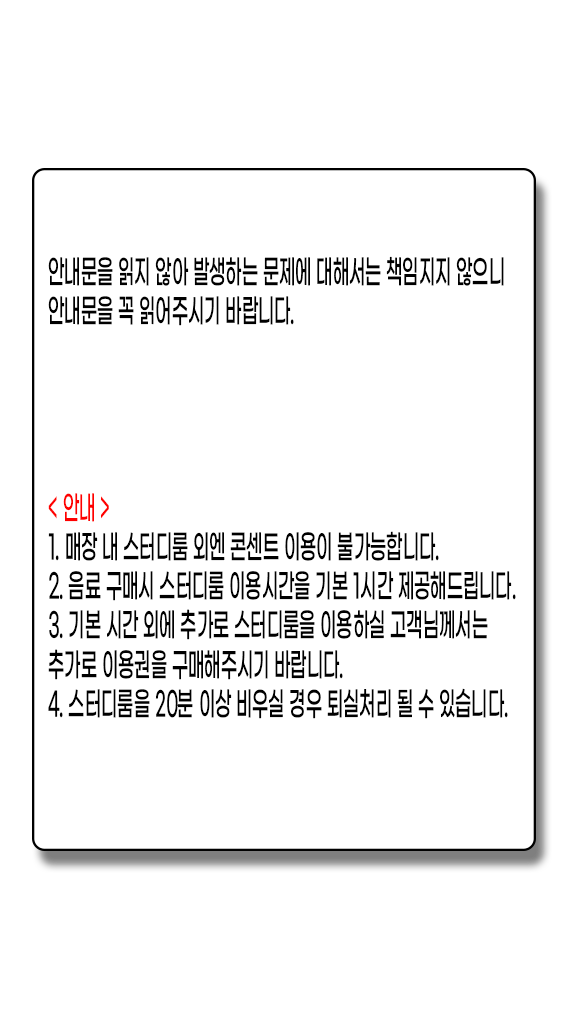 안내문을 읽지 않아 발생하는 문제에 대해서는 책임지지 않으니
안내문을 꼭 읽어주시기 바랍니다.
< 안내 >
1. 매장 내 스터디룸 외엔 콘센트 이용이 불가능합니다.
2. 음료 구매시 스터디룸 이용시간을 기본 1시간 제공해드립니다.
3. 기본 시간 외에 추가로 스터디룸을 이용하실 고객님께서는
추가로 이용권을 구매해주시기 바랍니다.
4. 스터디룸을 20분 이상 비우실 경우 퇴실처리 될 수 있습니다.